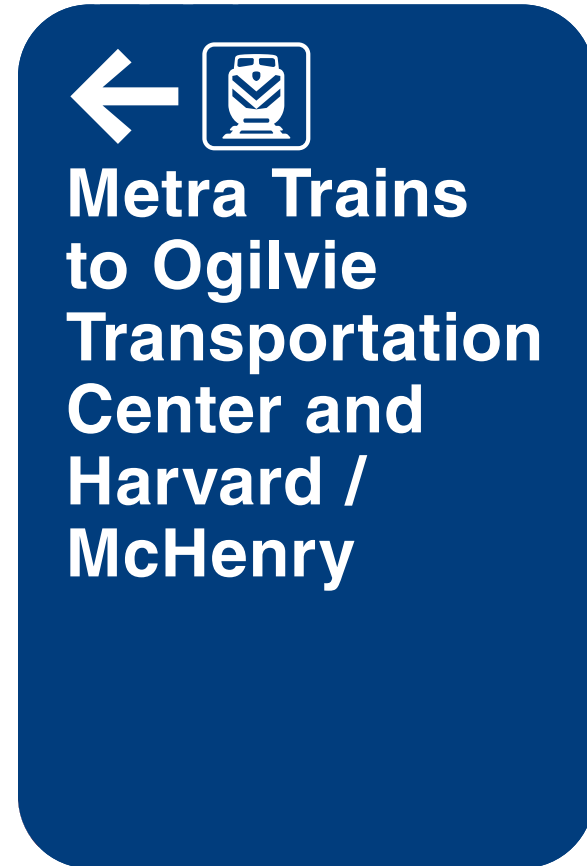 Metra Trains
to Ogilvie
Transportation
Center and
Harvard /
McHenry